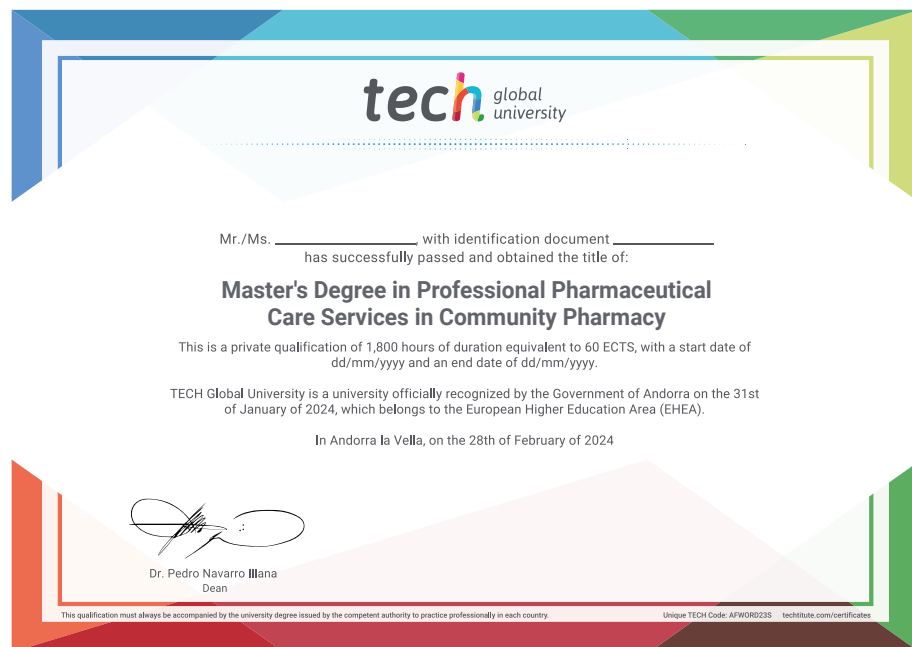 tech global
university
Mr./Ms. ____________, with identification document ____________
has successfully passed and obtained the title of:
Master's Degree in Professional Pharmaceutical
Care Services in Community Pharmacy
This is a private qualification of 1,800 hours of duration equivalent to 60 ECTS, with a start date of
dd/mm/yyyy and an end date of dd/mm/yyyy.
TECH Global University is a university officially recognized by the Government of Andorra on the 31st
of January of 2024, which belongs to the European Higher Education Area (EHEA).
In Andorra la Vella, on the 28th of February of 2024
Dr. Pedro Navarro Illana
Dean
This qualification must always be accompanied by the university degree issued by the competent authority to practice professionally in each country.
Unique TECH Code: AFWORD23S techtitute.com/certificates